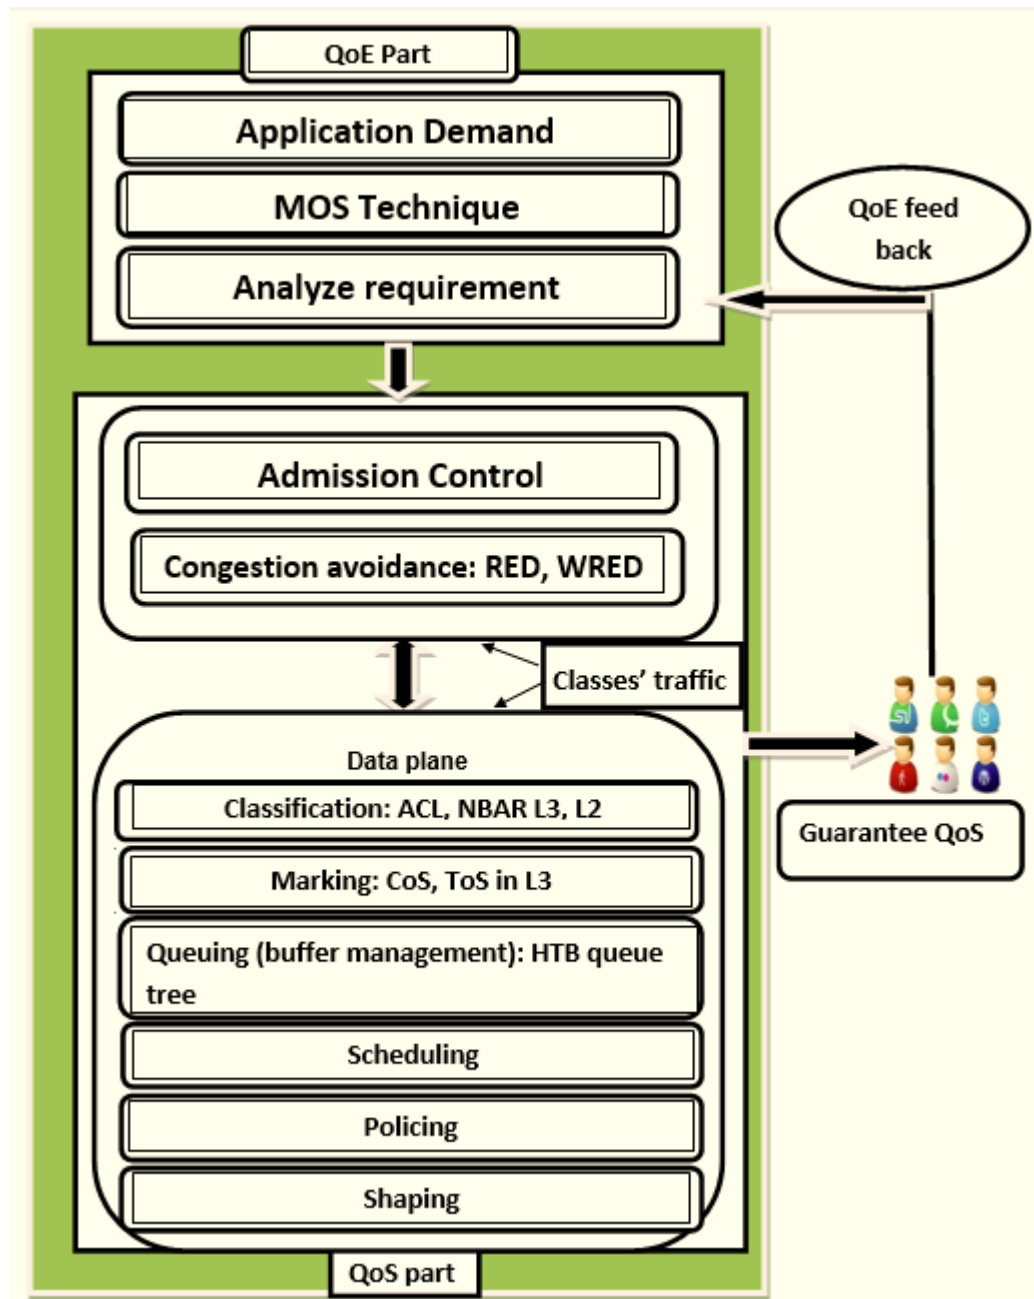 QoE Part
Application Demand
MOS Technique
Analyze requirement
QoE feed
back
Admission Control
Congestion avoidance: RED, WRED
Classes’ traffic
Data plane
Classification: ACL, NBAR L3, L2
Marking: CoS, ToS in L3
Queuing (buffer management): HTB queue
tree
Scheduling
Policing
Shaping
QoS part
Guarantee QoS